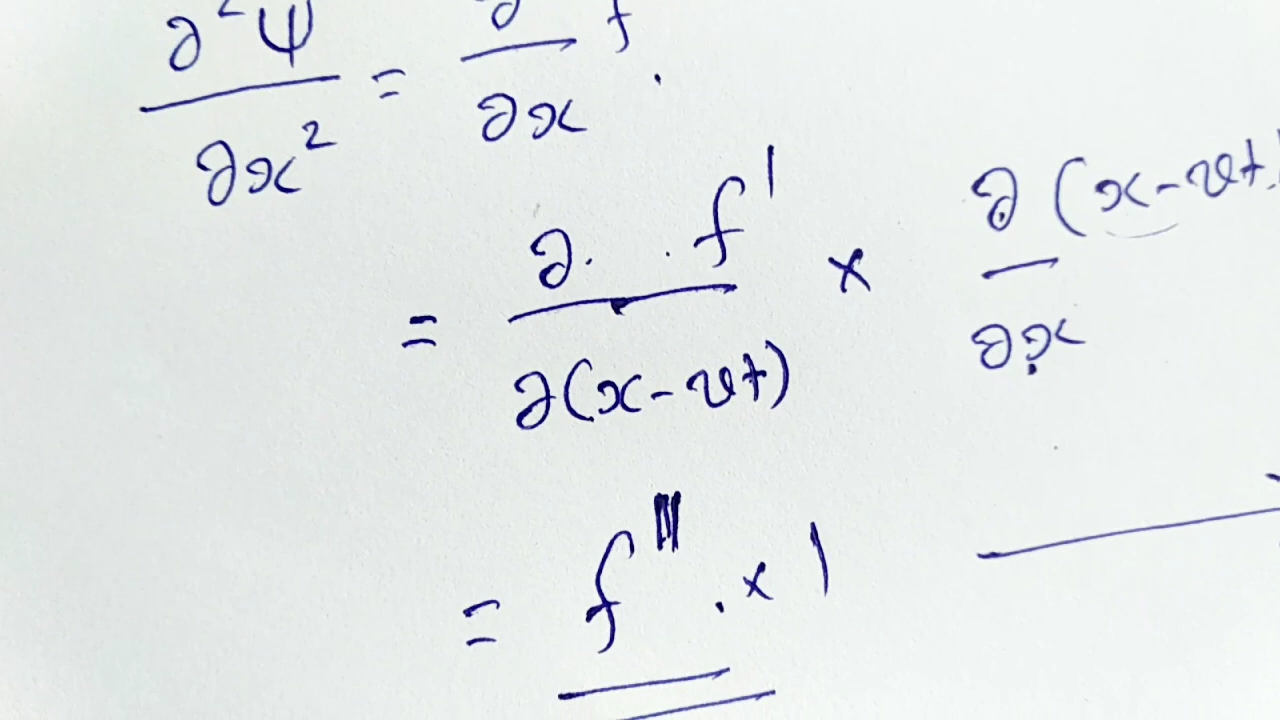 ∂²ψ/∂x² = ∂/∂x f
= ∂ f'/∂(x-vt) × ∂(x-vt)/∂x
= f'' . × 1